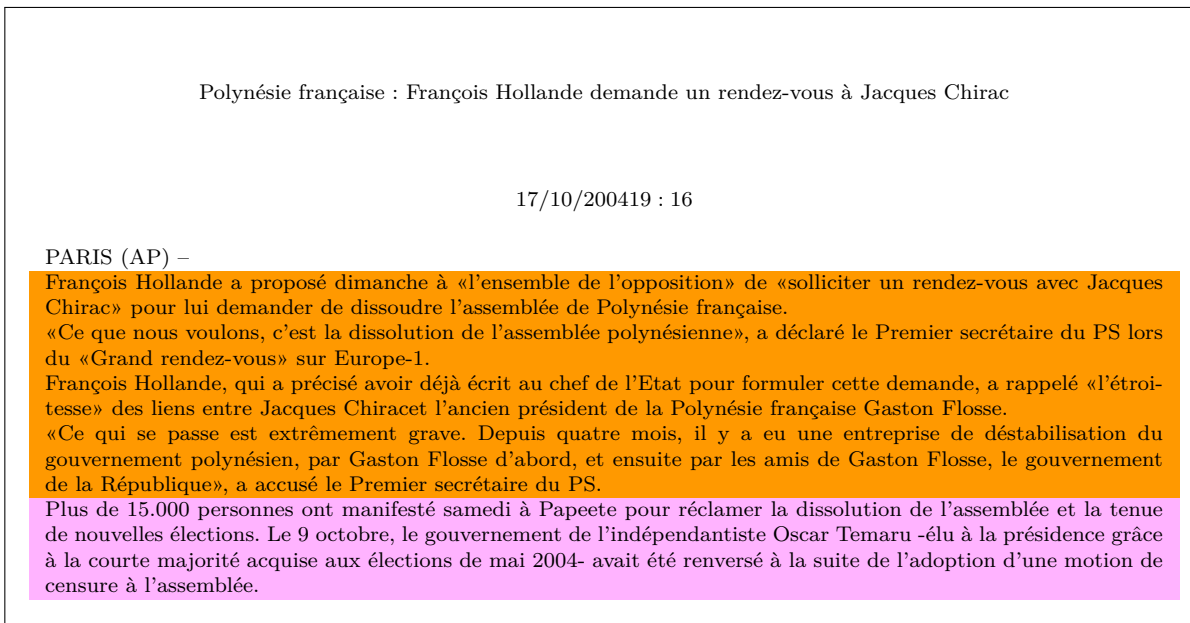 Polynésie française : François Hollande demande un rendez-vous à Jacques Chirac
17/10/200419 : 16
PARIS (AP) –
François Hollande a proposé dimanche à «l'ensemble de l'opposition» de «solliciter un rendez-vous avec Jacques
Chirac» pour lui demander de dissoudre l'assemblée de Polynésie française.
«Ce que nous voulons, c'est la dissolution de l'assemblée polynésienne», a déclaré le Premier secrétaire du PS lors
du «Grand rendez-vous» sur Europe-1.
François Hollande, qui a précisé avoir déjà écrit au chef de l'Etat pour formuler cette demande, a rappelé «l'étroi-
tesse» des liens entre Jacques Chiracet l'ancien président de la Polynésie française Gaston Flosse.
«Ce qui se passe est extrêmement grave. Depuis quatre mois, il y a eu une entreprise de déstabilisation du
gouvernement polynésien, par Gaston Flosse d'abord, et ensuite par les amis de Gaston Flosse, le gouvernement
de la République», a accusé le Premier secrétaire du PS.
Plus de 15.000 personnes ont manifesté samedi à Papeete pour réclamer la dissolution de l'assemblée et la tenue
de nouvelles élections. Le 9 octobre, le gouvernement de l'indépendantiste Oscar Temaru -élu à la présidence grâce
à la courte majorité acquise aux élections de mai 2004- avait été renversé à la suite de l'adoption d'une motion de
censure à l'assemblée.